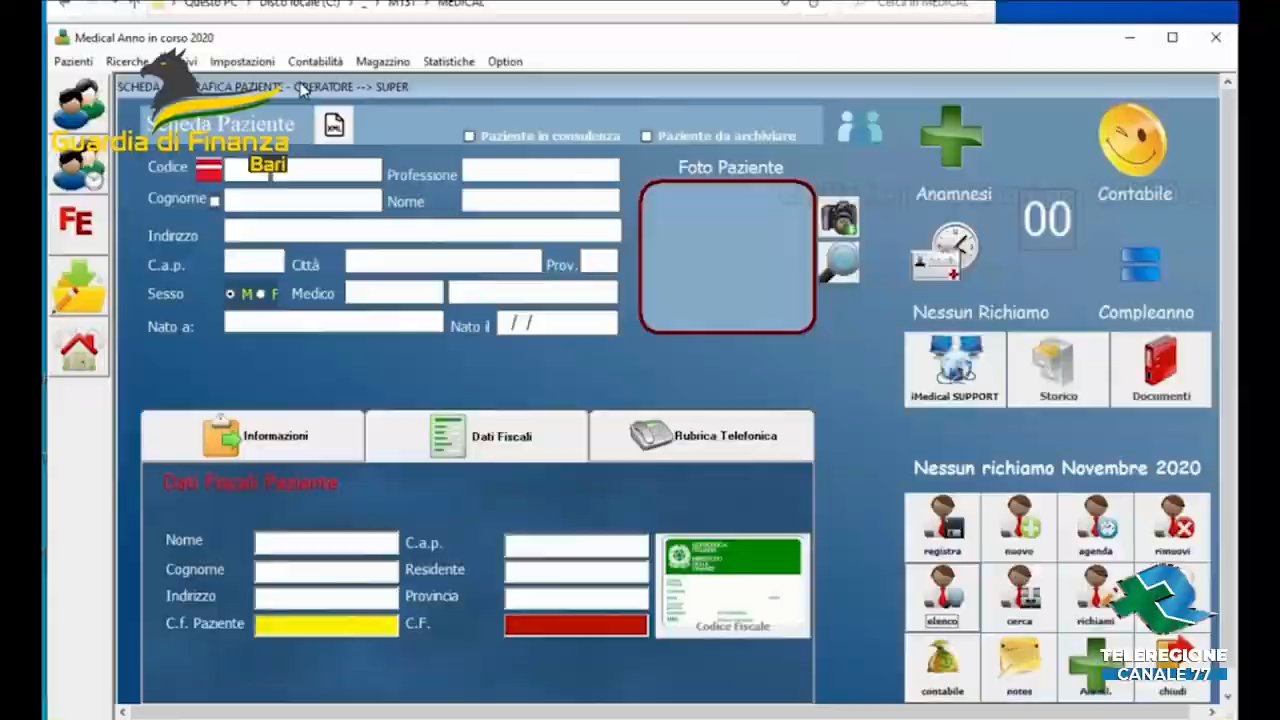 Questo PC > Disco locale (C:) > _ > M151 > MEDICAL
Cerca in MEDICAL
Medical Anno in corso 2020
Pazienti Ricerche Impostazioni Contabilità Magazzino Statistiche Option
SCHEDA PAZIENTE - OPERATORE --> SUPER
Scheda Paziente
XML
Paziente in consulenza
Paziente da archiviare
Guardia di Finanza
Bari
Codice
Professione
Foto Paziente
Cognome
Nome
Indirizzo
C.a.p.
Città
Prov.
Sesso
M
F
Medico
Nato a:
Nato il
/ /
FE
Anamnesi
00
Contabile
Nessun Richiamo
Compleanno
iMedical SUPPORT
Storico
Documenti
Informazioni
Dati Fiscali
Rubrica Telefonica
Dati Fiscali Paziente
Nome
C.a.p.
Cognome
Residente
Indirizzo
Provincia
C.f. Paziente
C.F.
Codice Fiscale
Nessun richiamo Novembre 2020
registra
nuovo
agenda
rimuovi
elenco
cerca
richiami
contabile
notes
chiudi
TELEREGIONE
CANALE 77